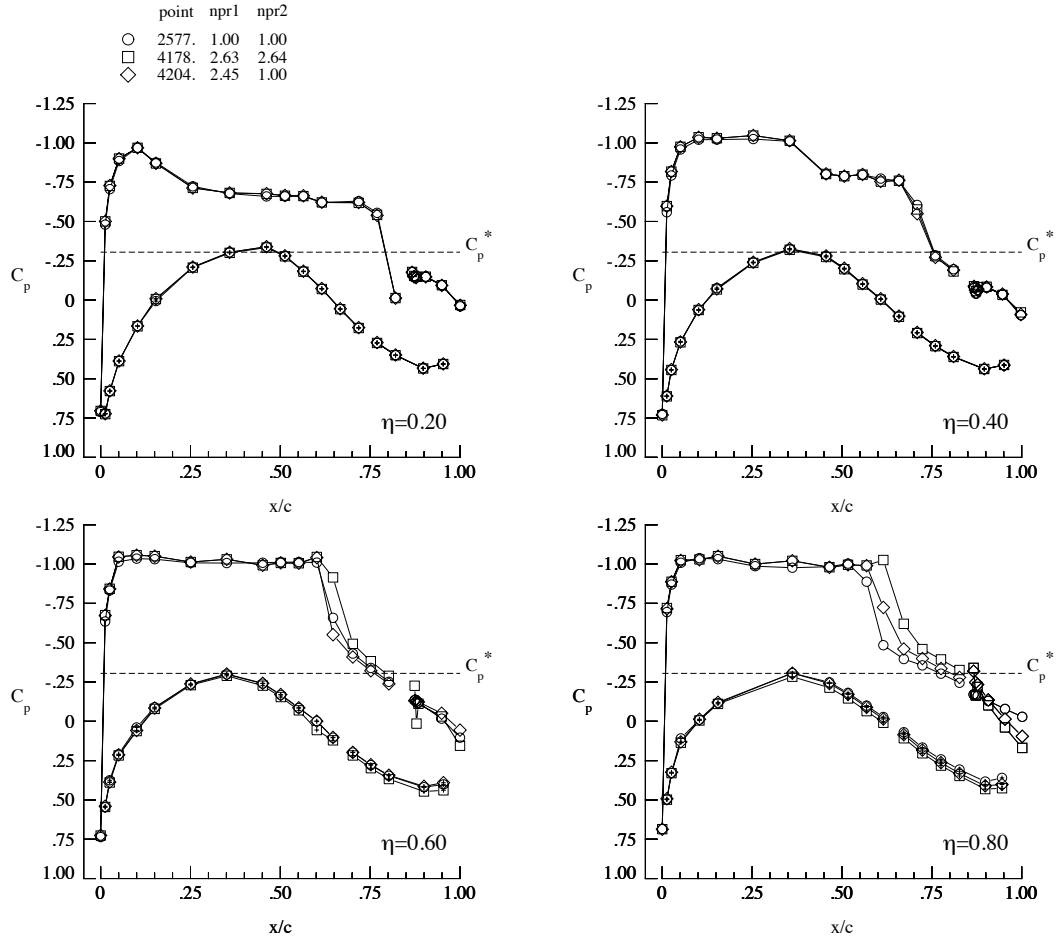 point npr1 npr2
2577. 1.00 1.00
4178. 2.63 2.64
4204. 2.45 1.00
-1.25
-1.00
-.75
-.50
-.25
0
.25
.50
.75
1.00
C_p
C_p*
η=0.20
0 .25 .50 .75 1.00
x/c
-1.25
-1.00
-.75
-.50
-.25
0
.25
.50
.75
1.00
C_p
C_p*
η=0.40
0 .25 .50 .75 1.00
x/c
-1.25
-1.00
-.75
-.50
-.25
0
.25
.50
.75
1.00
C_p
C_p*
η=0.60
0 .25 .50 .75 1.00
x/c
-1.25
-1.00
-.75
-.50
-.25
0
.25
.50
.75
1.00
C_p
C_p*
η=0.80
0 .25 .50 .75 1.00
x/c